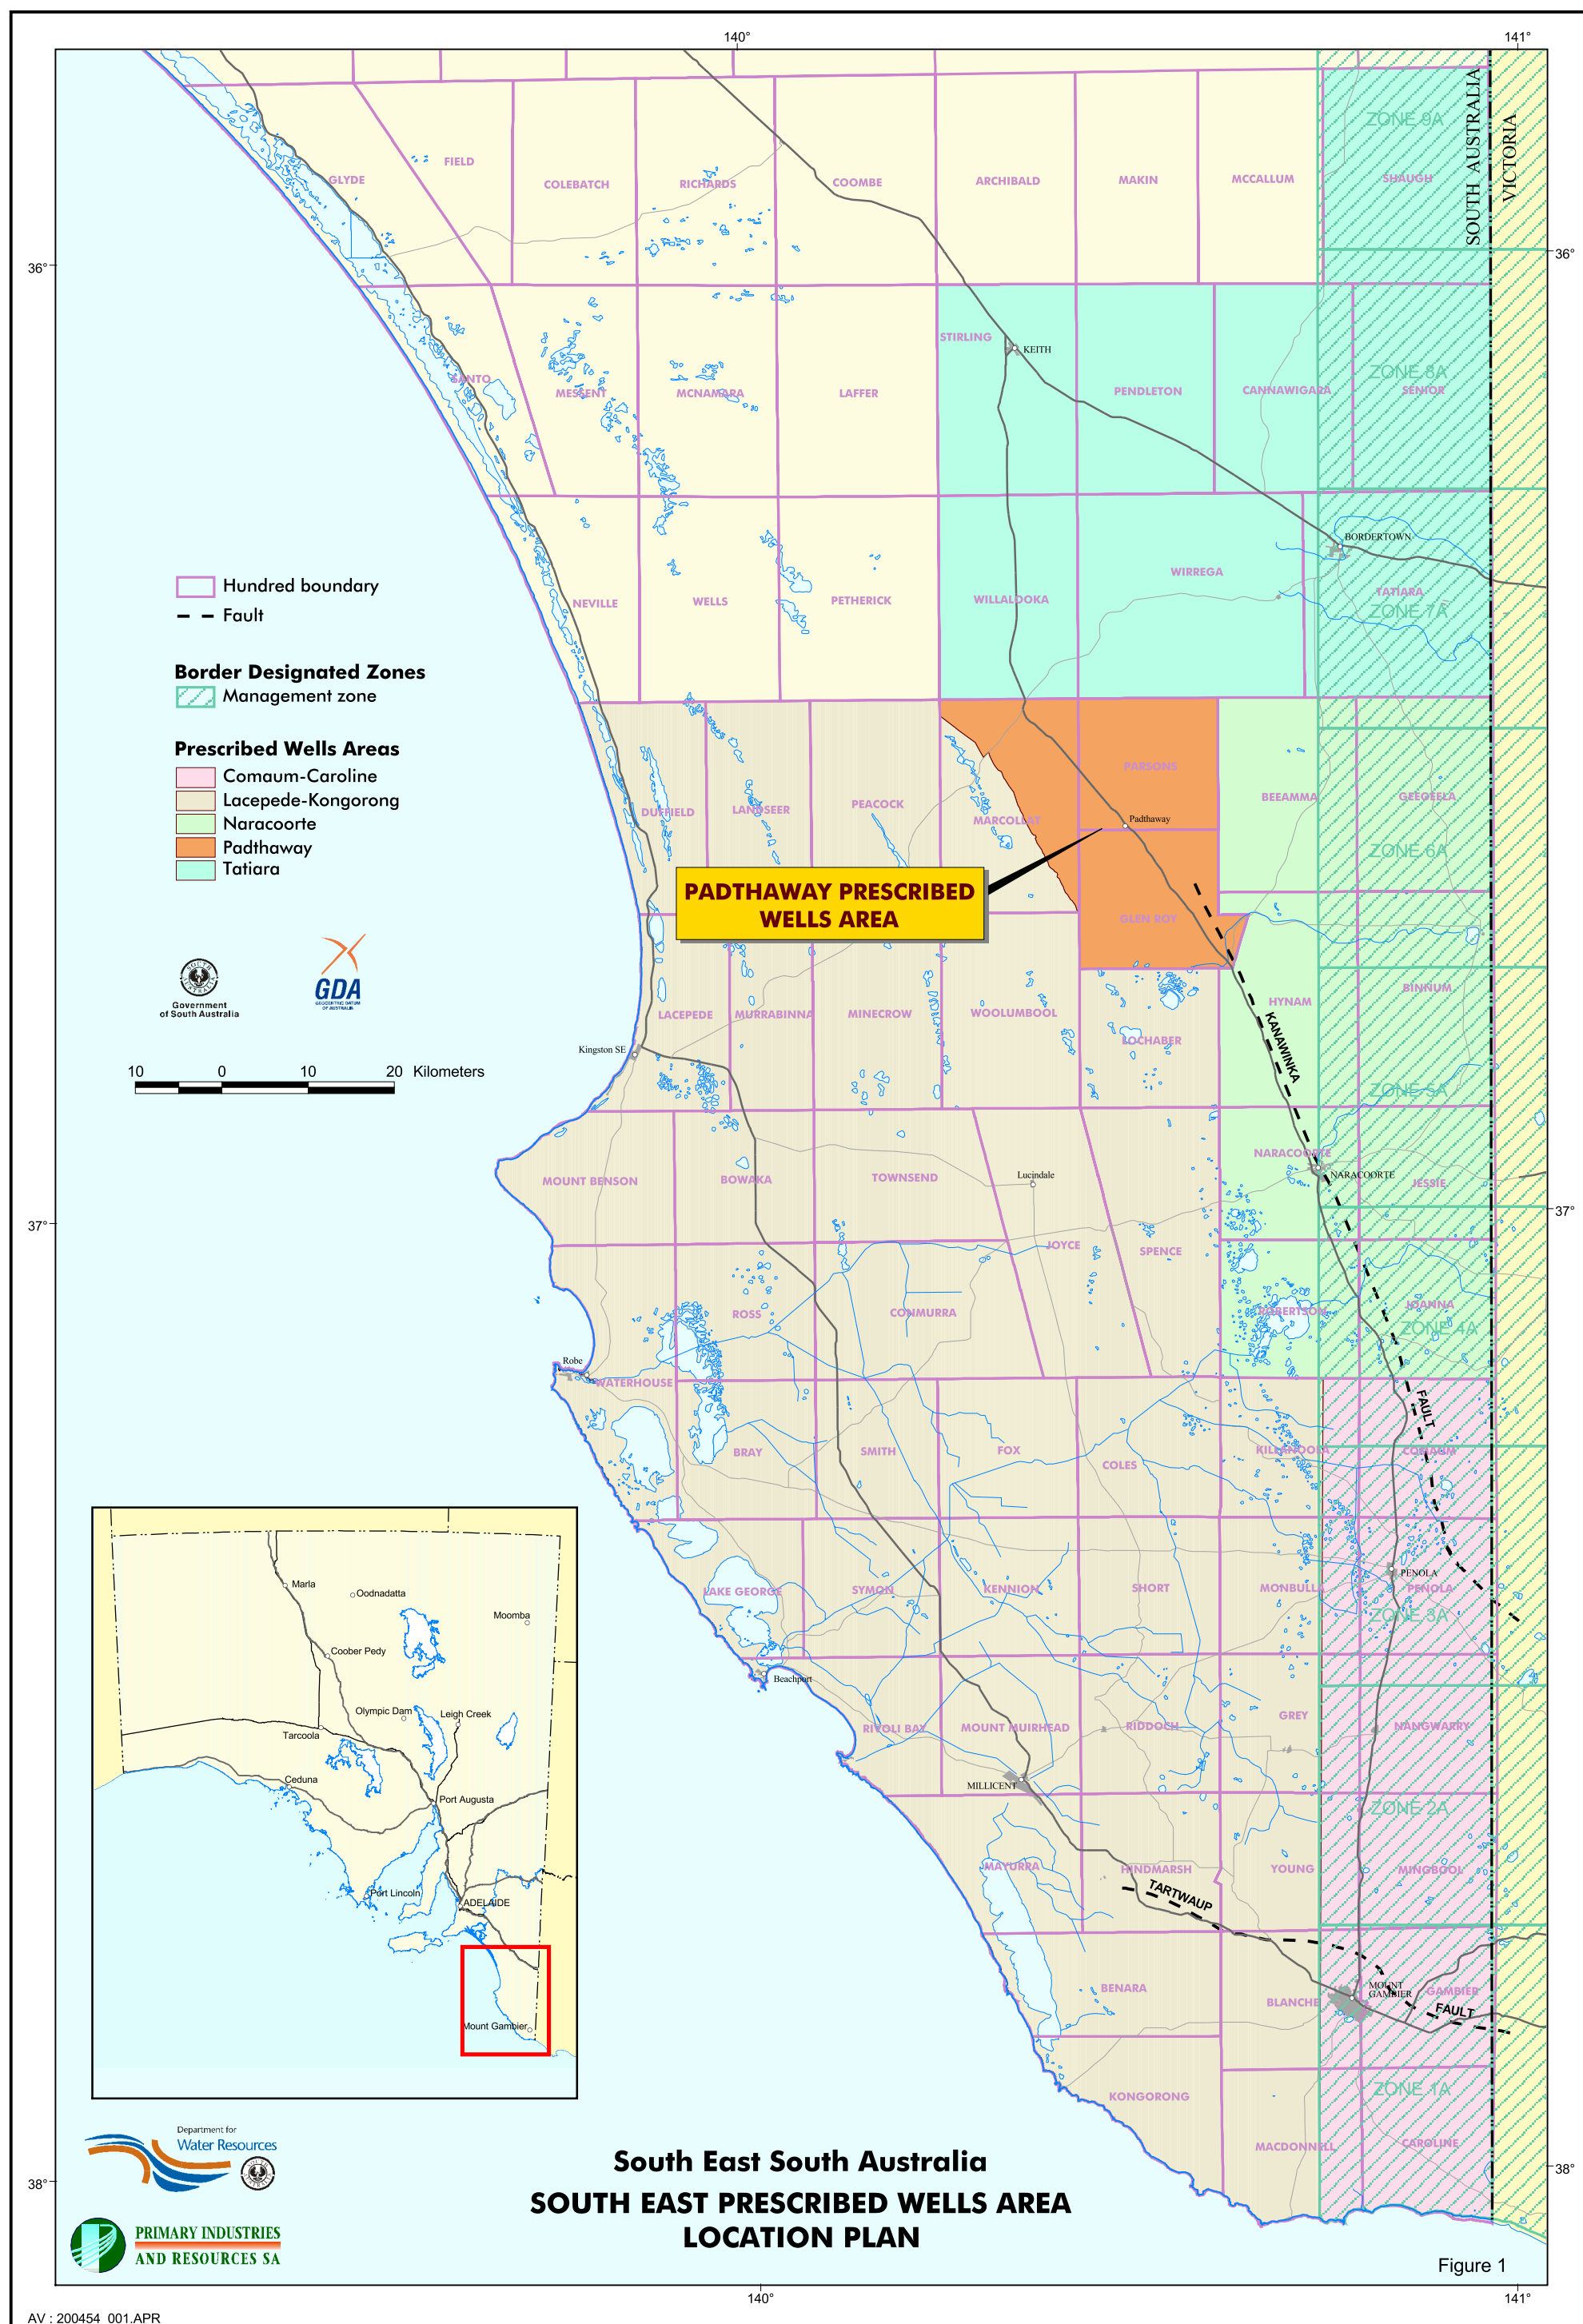 140°
141°
SOUTH AUSTRALIA
VICTORIA
ZONE 9A
GLYDE
FIELD
COLEBATCH
RICHARDS
COOMBE
ARCHIBALD
MAKIN
MCCALLUM
SHAUGH
36°
36°
STIRLING
KEITH
SANTO
MESSENT
MCNAMARA
LAFFER
PENDLETON
CANNAWIGARA
ZONE 8A
SENIOR
BORDERTOWN
NEVILLE
WELLS
PETHERICK
WILLALOOKA
WIRREGA
TATIARA
ZONE 7A
Hundred boundary
Fault
Border Designated Zones
Management zone
Prescribed Wells Areas
Comaum-Caroline
Lacepede-Kongorong
Naracoorte
Padthaway
Tatiara
DUFFIELD
LANDSEER
PEACOCK
MARCOLLAT
PARSONS
Padthaway
BEEAMMA
GEEGEELA
ZONE 6A
PADTHAWAY PRESCRIBED
WELLS AREA
GLEN ROY
Government
of South Australia
GDA
GEOCENTRIC DATUM
OF AUSTRALIA
LACEPEDE
MURRABINNA
MINECROW
WOOLUMBOOL
LOCHABER
HYNAM
BINNUM
KANAWINKA
ZONE 5A
Kingston SE
10 0 10 20 Kilometers
MOUNT BENSON
BOWAKA
TOWNSEND
Lucindale
NARACOORTE
NARACOORTE
JESSIE
37°
37°
JOYCE
SPENCE
ROSS
CONMURRA
ROBERTSON
JOANNA
ZONE 4A
Robe
WATERHOUSE
FAULT
BRAY
SMITH
FOX
COLES
KILLANOOLA
COMAUM
LAKE GEORGE
SYMON
KENNION
SHORT
MONBULLA
PENOLA
PENOLA
ZONE 3A
Beachport
RIVOLI BAY
MOUNT MUIRHEAD
RIDDOCH
GREY
NANGWARRY
MILLICENT
ZONE 2A
MAYURRA
HINDMARSH
YOUNG
MINGBOOL
TARTWAUP
BENARA
BLANCHE
MOUNT
GAMBIER
GAMBIER
FAULT
KONGORONG
ZONE 1A
MACDONNELL
CAROLINE
38°
38°
Marla
Oodnadatta
Moomba
Coober Pedy
Olympic Dam
Leigh Creek
Tarcoola
Ceduna
Port Augusta
Port Lincoln
ADELAIDE
Mount Gambier
Department for
Water Resources
PRIMARY INDUSTRIES
AND RESOURCES SA
South East South Australia
SOUTH EAST PRESCRIBED WELLS AREA
LOCATION PLAN
Figure 1
140°
141°
AV : 200454_001.APR